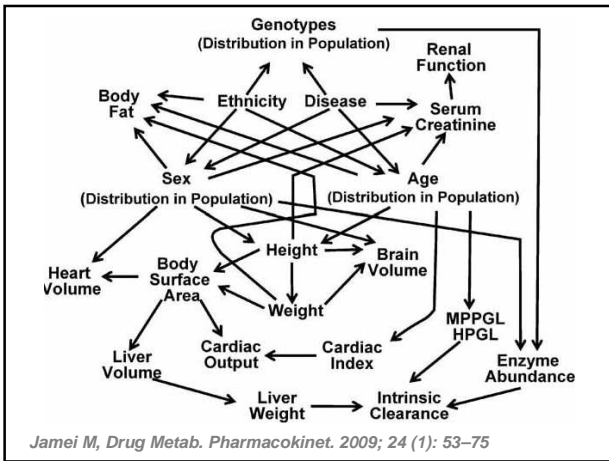 Genotypes
(Distribution in Population)
Renal
Function
Body
Fat
Ethnicity
Disease
Serum
Creatinine
Sex
(Distribution in Population)
Age
(Distribution in Population)
Height
Brain
Volume
Heart
Volume
Body
Surface
Area
Weight
MPPGL
HPGL
Liver
Volume
Cardiac
Output
Cardiac
Index
Enzyme
Abundance
Liver
Weight
Intrinsic
Clearance
Jamei M, Drug Metab. Pharmacokinet. 2009; 24 (1): 53–75